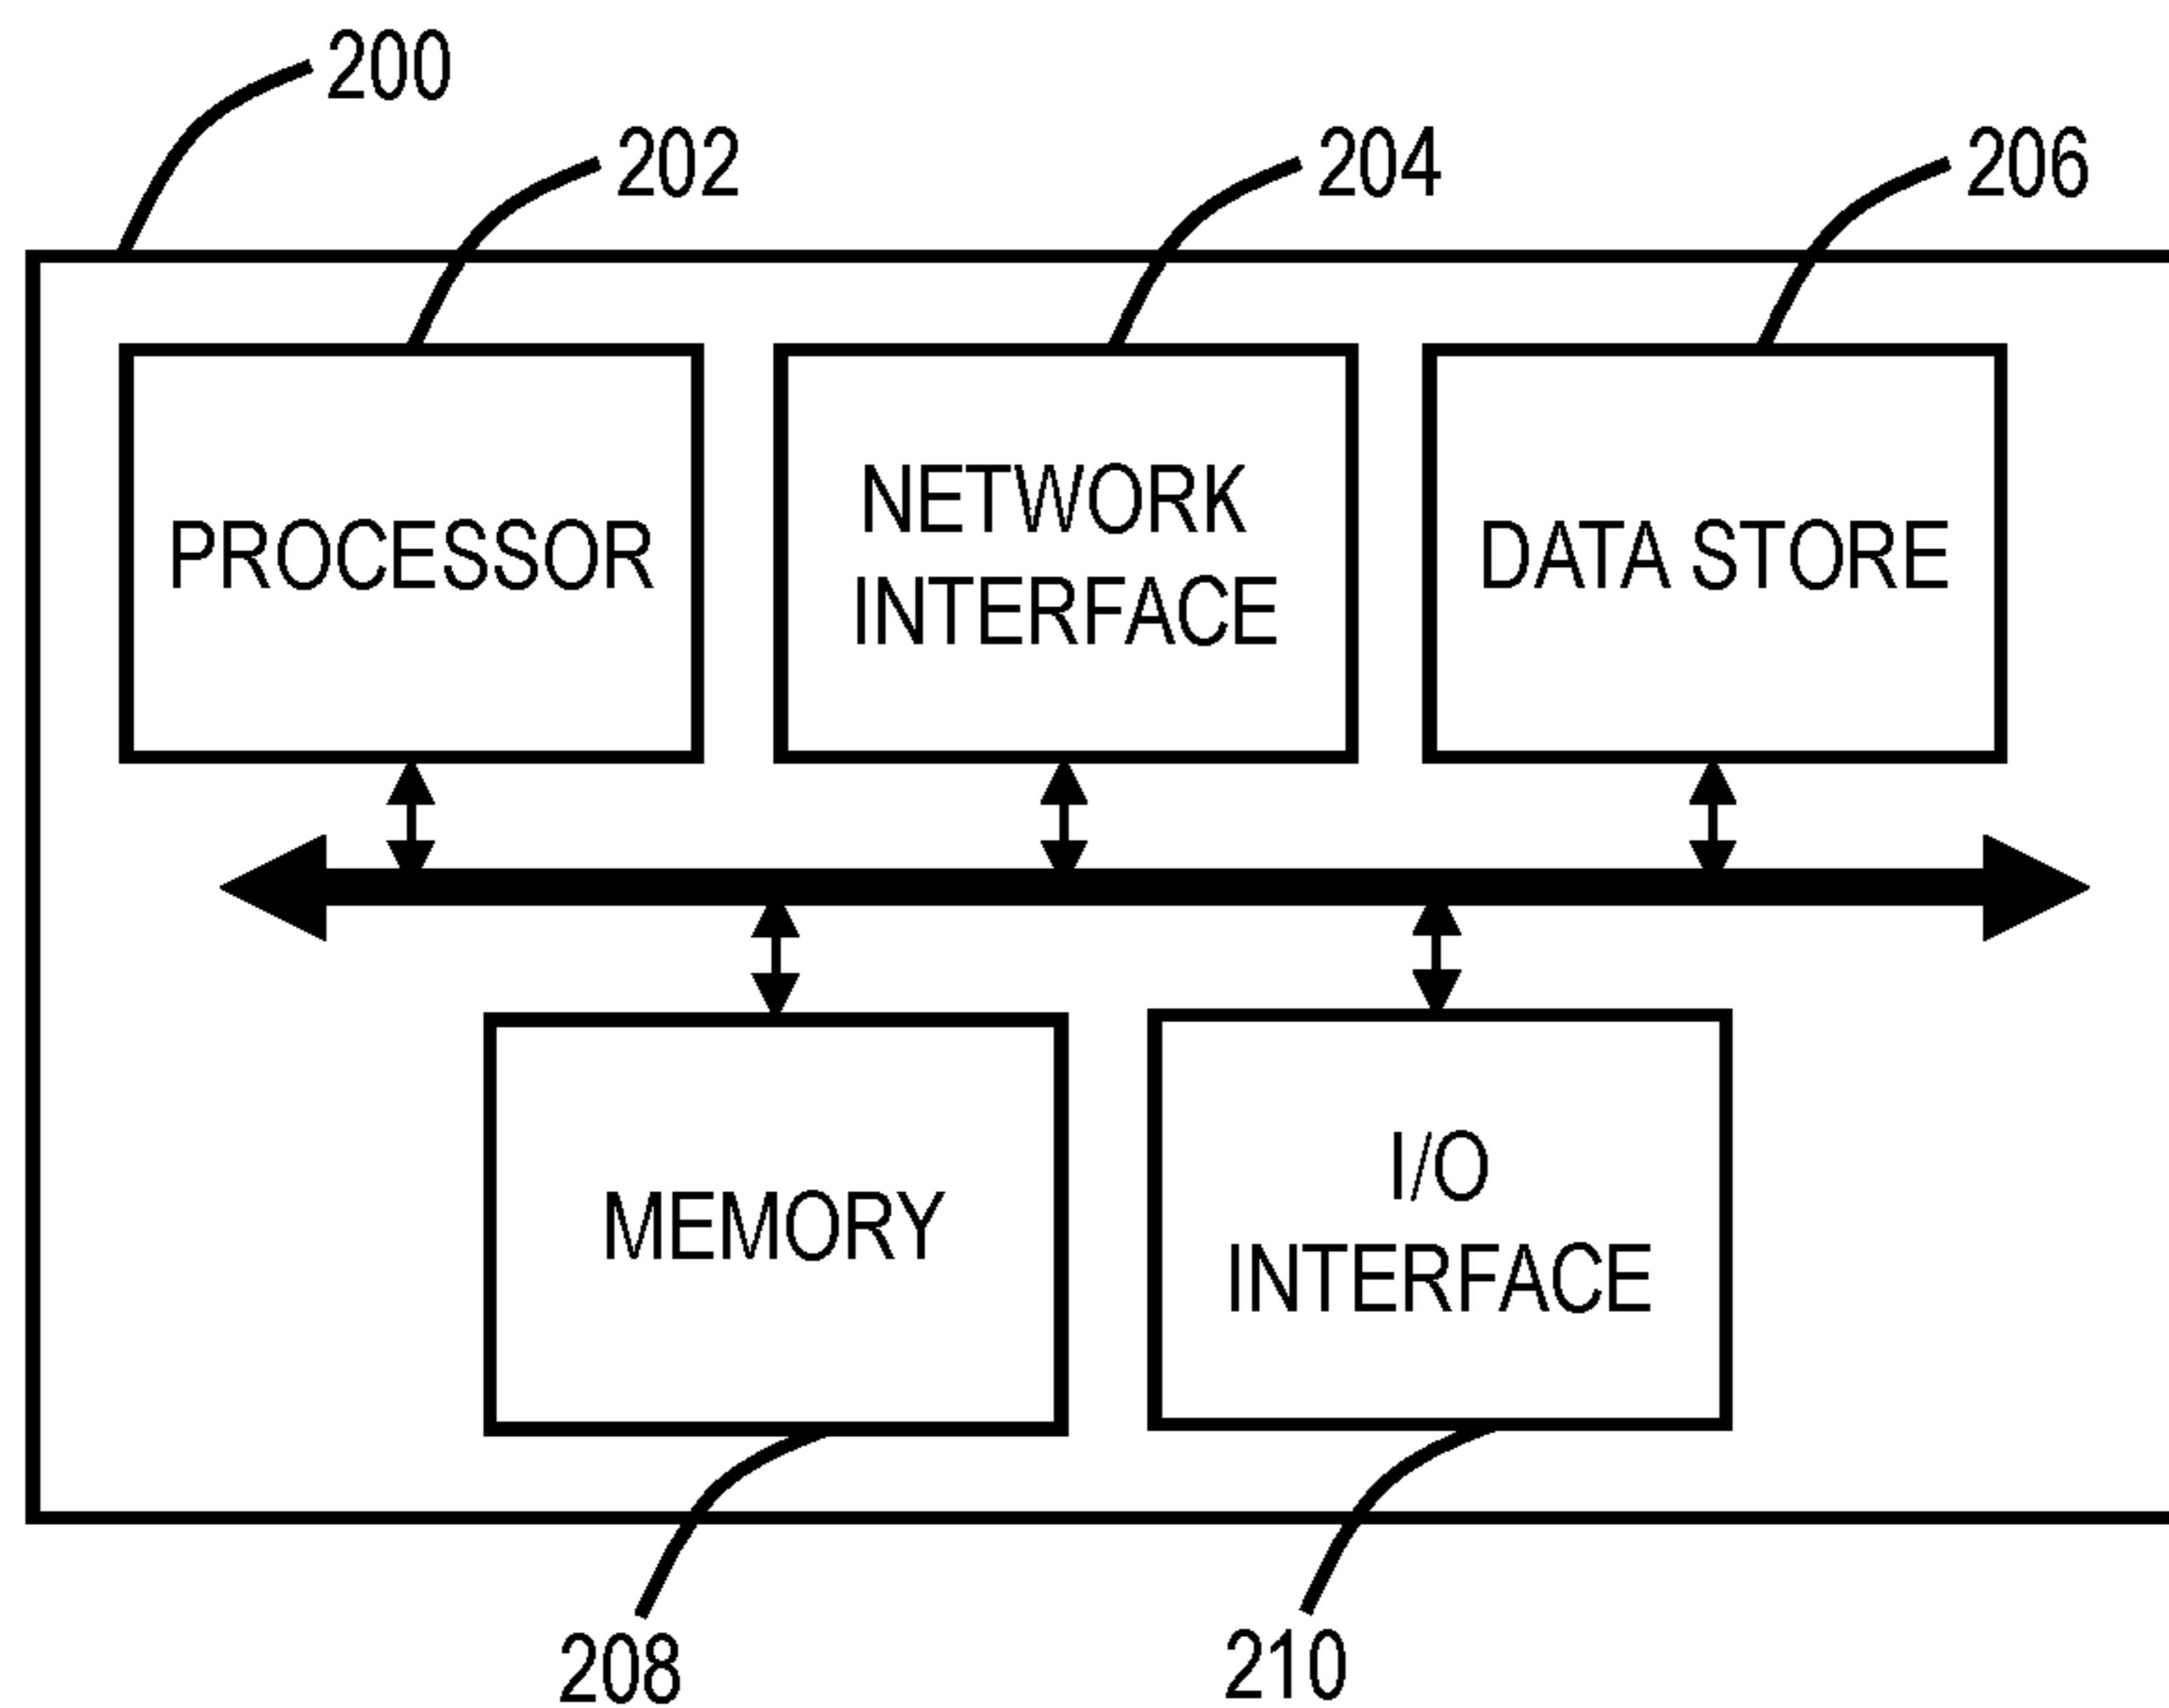 200
202
204
206
PROCESSOR
NETWORK
INTERFACE
DATA STORE
MEMORY
I/O
INTERFACE
208
210